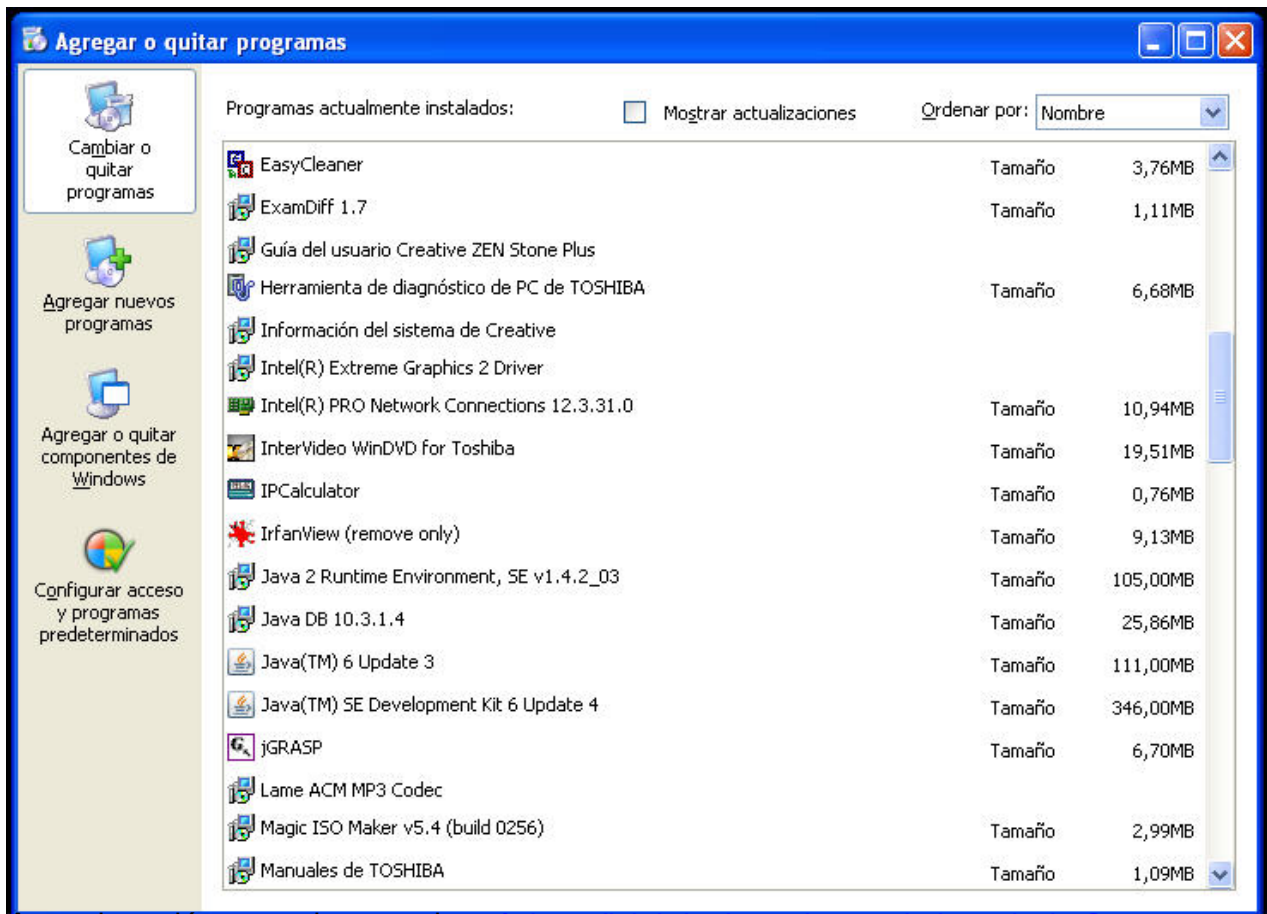 Agregar o quitar programas
Cambiar o
quitar
programas
Agregar nuevos
programas
Agregar o quitar
componentes de
Windows
Configurar acceso
y programas
predeterminados
Programas actualmente instalados: Mostrar actualizaciones Ordenar por: Nombre
EasyCleaner Tamaño 3,76MB
ExamDiff 1.7 Tamaño 1,11MB
Guía del usuario Creative ZEN Stone Plus
Herramienta de diagnóstico de PC de TOSHIBA Tamaño 6,68MB
Información del sistema de Creative
Intel(R) Extreme Graphics 2 Driver
Intel(R) PRO Network Connections 12.3.31.0 Tamaño 10,94MB
InterVideo WinDVD for Toshiba Tamaño 19,51MB
IPCalculator Tamaño 0,76MB
IrfanView (remove only) Tamaño 9,13MB
Java 2 Runtime Environment, SE v1.4.2_03 Tamaño 105,00MB
Java DB 10.3.1.4 Tamaño 25,86MB
Java(TM) 6 Update 3 Tamaño 111,00MB
Java(TM) SE Development Kit 6 Update 4 Tamaño 346,00MB
jGRASP Tamaño 6,70MB
Lame ACM MP3 Codec
Magic ISO Maker v5.4 (build 0256) Tamaño 2,99MB
Manuales de TOSHIBA Tamaño 1,09MB